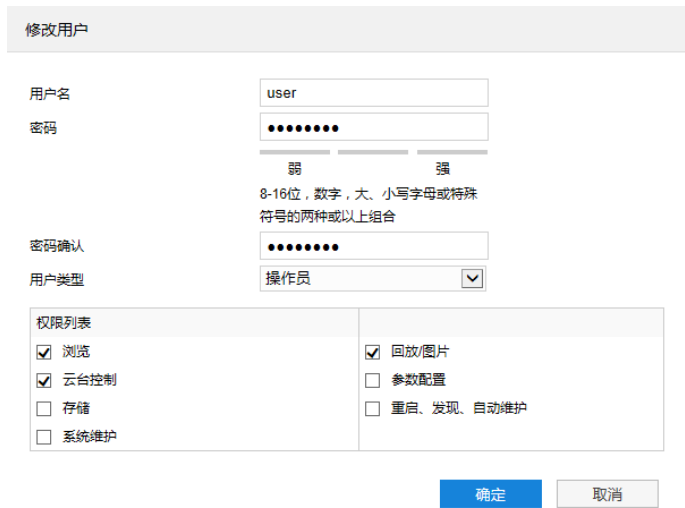 修改用户
用户名
user
密码
●●●●●●●●
弱 强
8-16位，数字，大、小写字母或特殊
符号的两种或以上组合
密码确认
●●●●●●●●
用户类型
操作员
权限列表
浏览 回放/图片
云台控制 参数配置
存储 重启、发现、自动维护
系统维护
确定 取消